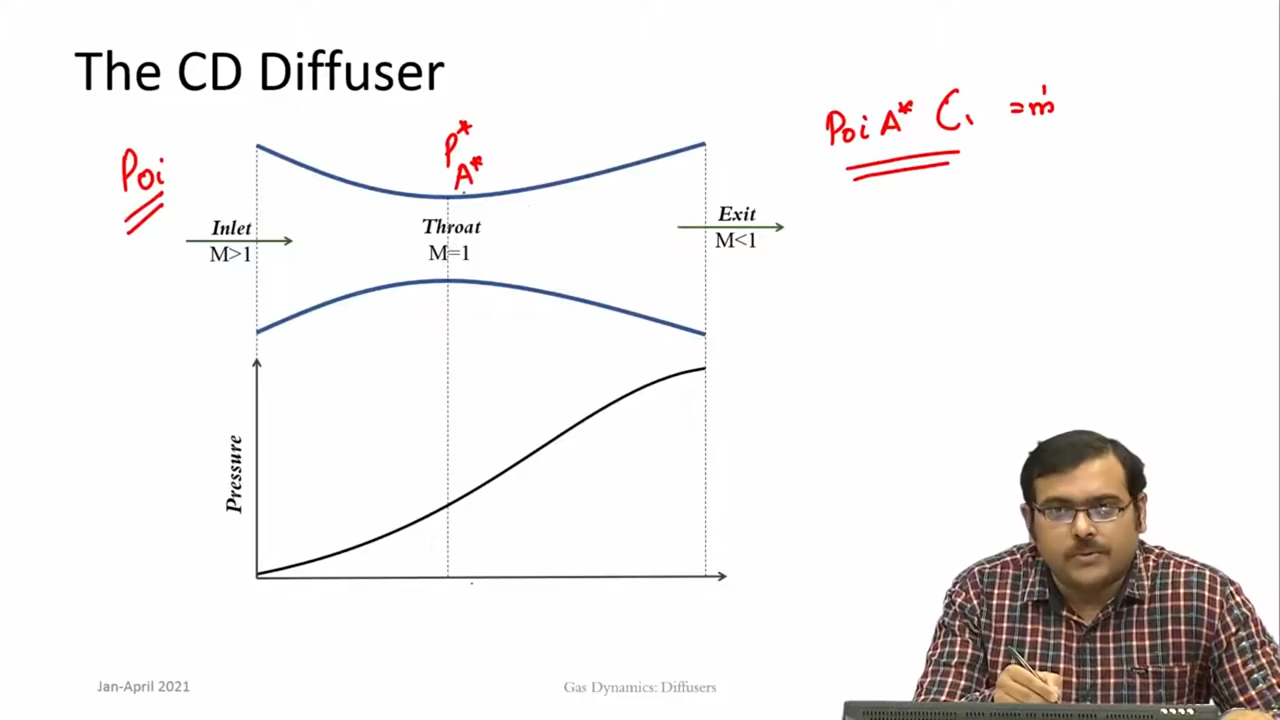 The CD Diffuser
Poi A* C1 = ṁ
P*
A*
Poi
Inlet
M>1
Throat
M=1
Exit
M<1
Pressure
Jan-April 2021
Gas Dynamics: Diffusers